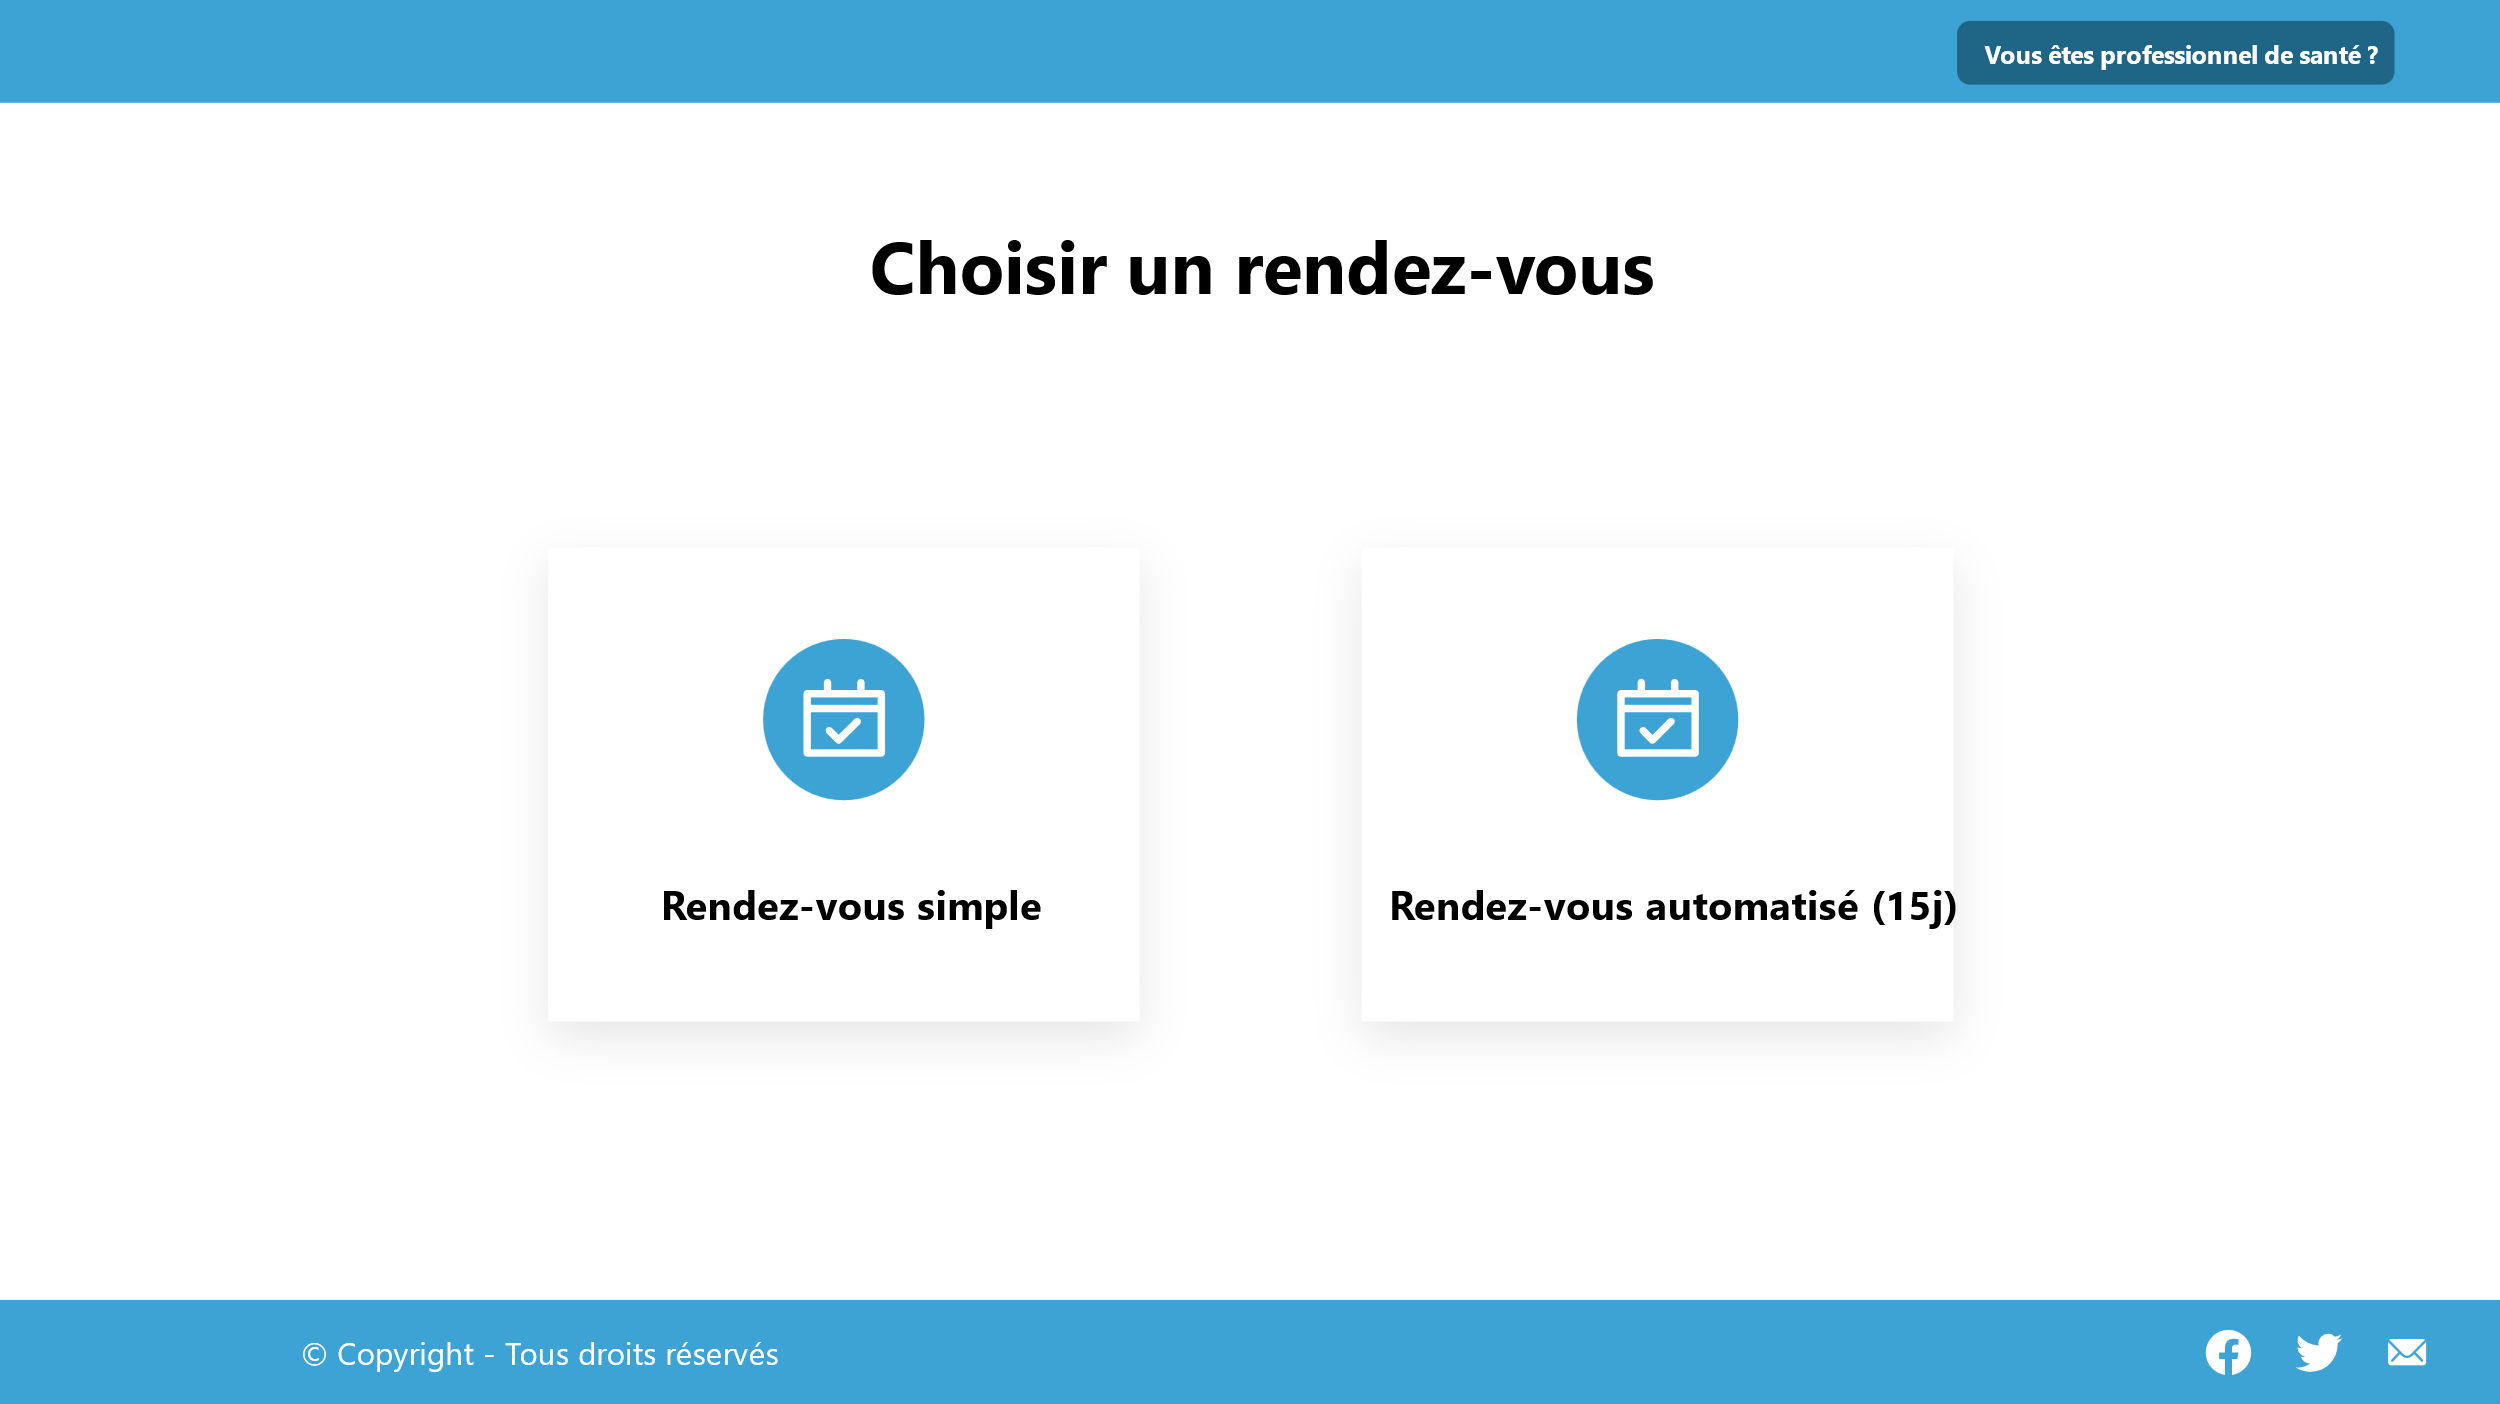 Vous êtes professionnel de santé ?
Choisir un rendez-vous
Rendez-vous simple
Rendez-vous automatisé (15j)
© Copyright - Tous droits réservés